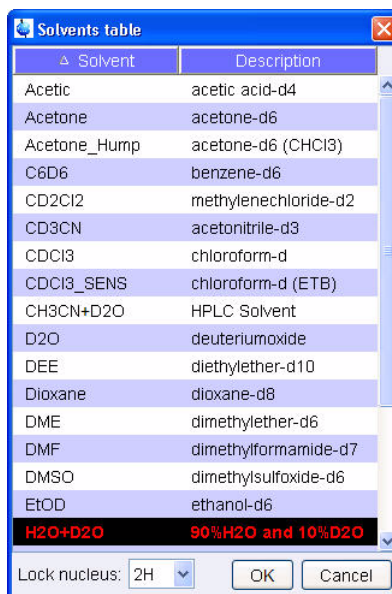 Solvents table
Solvent Description
Acetic acetic acid-d4
Acetone acetone-d6
Acetone_Hump acetone-d6 (CHCl3)
C6D6 benzene-d6
CD2Cl2 methylenechloride-d2
CD3CN acetonitrile-d3
CDCl3 chloroform-d
CDCl3_SENS chloroform-d (ETB)
CH3CN+D2O HPLC Solvent
D2O deuteriumoxide
DEE diethylether-d10
Dioxane dioxane-d8
DME dimethylether-d6
DMF dimethylformamide-d7
DMSO dimethylsulfoxide-d6
EtOD ethanol-d6
H2O+D2O 90%H2O and 10%D2O
Lock nucleus: 2H OK Cancel